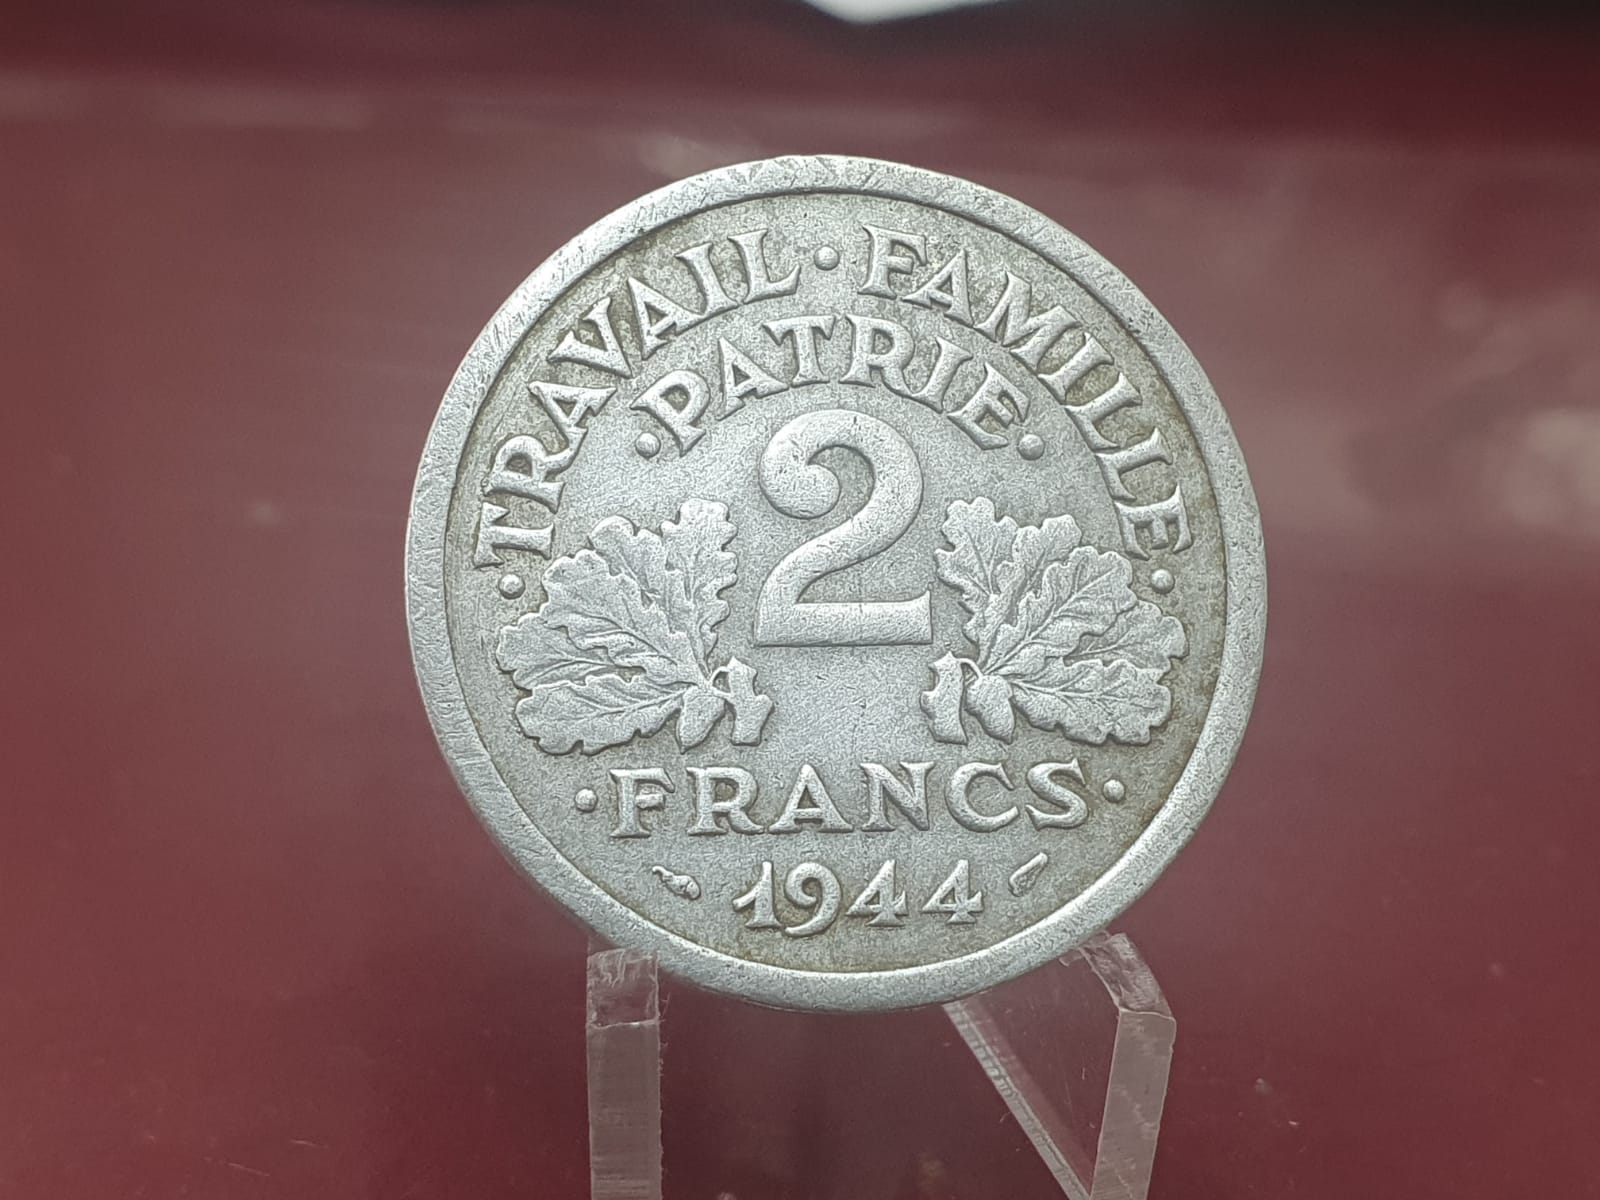 ·TRAVAIL·FAMILLE·
·PATRIE·
2
·FRANCS·
1944